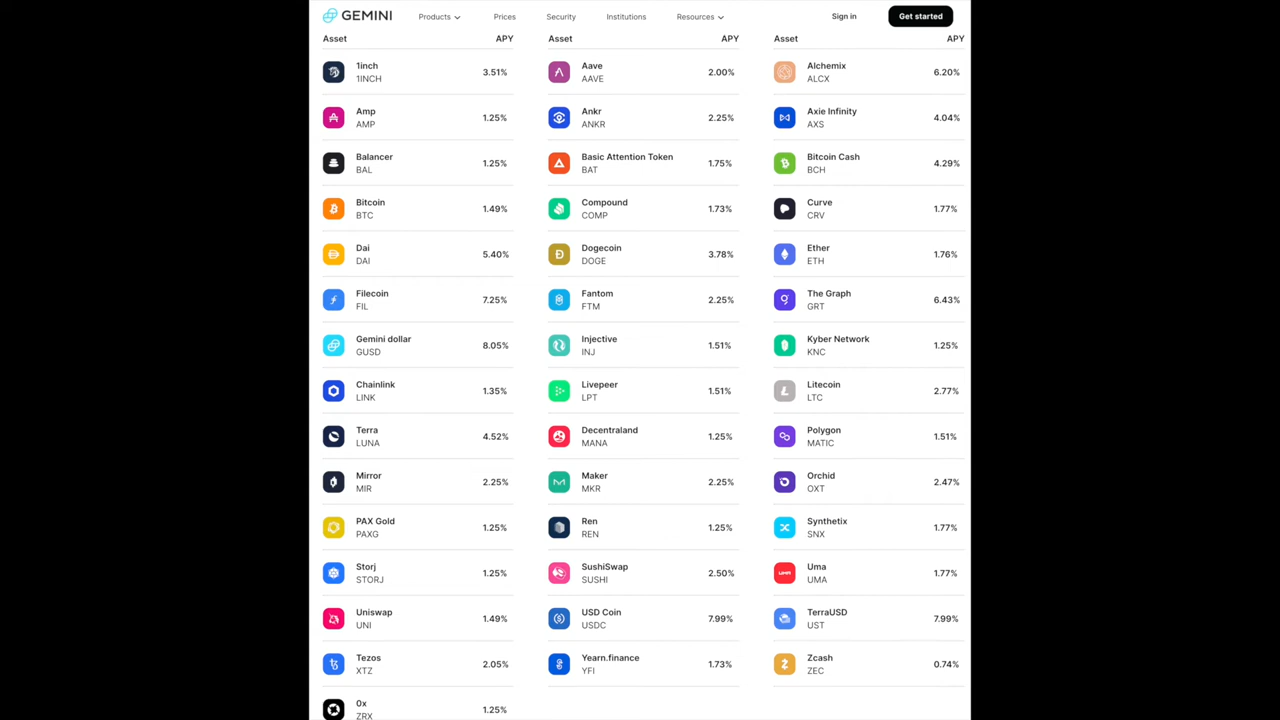 GEMINI Products Prices Security Institutions Resources Sign in Get started
Asset APY Asset APY Asset APY
1inch Aave Alchemix
3.51% 2.00% 6.20%
1INCH AAVE ALCX
Amp Ankr Axie Infinity
1.25% 2.25% 4.04%
AMP ANKR AXS
Balancer Basic Attention Token Bitcoin Cash
1.25% 1.75% 4.29%
BAL BAT BCH
Bitcoin Compound Curve
1.49% 1.73% 1.77%
BTC COMP CRV
Dai Dogecoin Ether
5.40% 3.78% 1.76%
DAI DOGE ETH
Filecoin Fantom The Graph
7.25% 2.25% 6.43%
FIL FTM GRT
Gemini dollar Injective Kyber Network
8.05% 1.51% 1.25%
GUSD INJ KNC
Chainlink Livepeer Litecoin
1.35% 1.51% 2.77%
LINK LPT LTC
Terra Decentraland Polygon
4.52% 1.25% 1.51%
LUNA MANA MATIC
Mirror Maker Orchid
2.25% 2.25% 2.47%
MIR MKR OXT
PAX Gold Ren Synthetix
1.25% 1.25% 1.77%
PAXG REN SNX
Storj SushiSwap Uma
1.25% 2.50% 1.77%
STORJ SUSHI UMA
Uniswap USD Coin TerraUSD
1.49% 7.99% 7.99%
UNI USDC UST
Tezos Yearn.finance Zcash
2.05% 1.73% 0.74%
XTZ YFI ZEC
0x
1.25%
ZRX